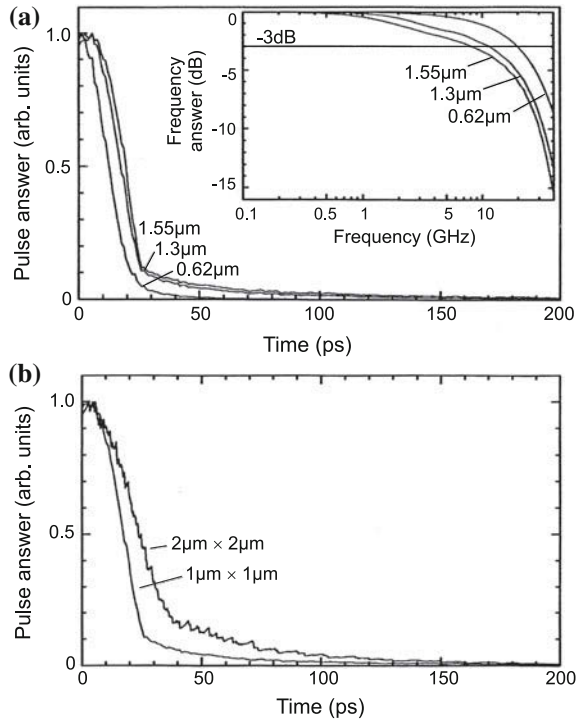 (a)
Pulse answer (arb. units)
1.0
0.5
0
1.55µm
1.3µm
0.62µm
0 50 100 150 200
Time (ps)
Frequency
answer (dB)
0
-5
-10
-15
-3dB
1.55µm
1.3µm
0.62µm
0.1 0.5 1 5 10
Frequency (GHz)
(b)
Pulse answer (arb. units)
1.0
0.5
0
2µm × 2µm
1µm × 1µm
0 50 100 150 200
Time (ps)